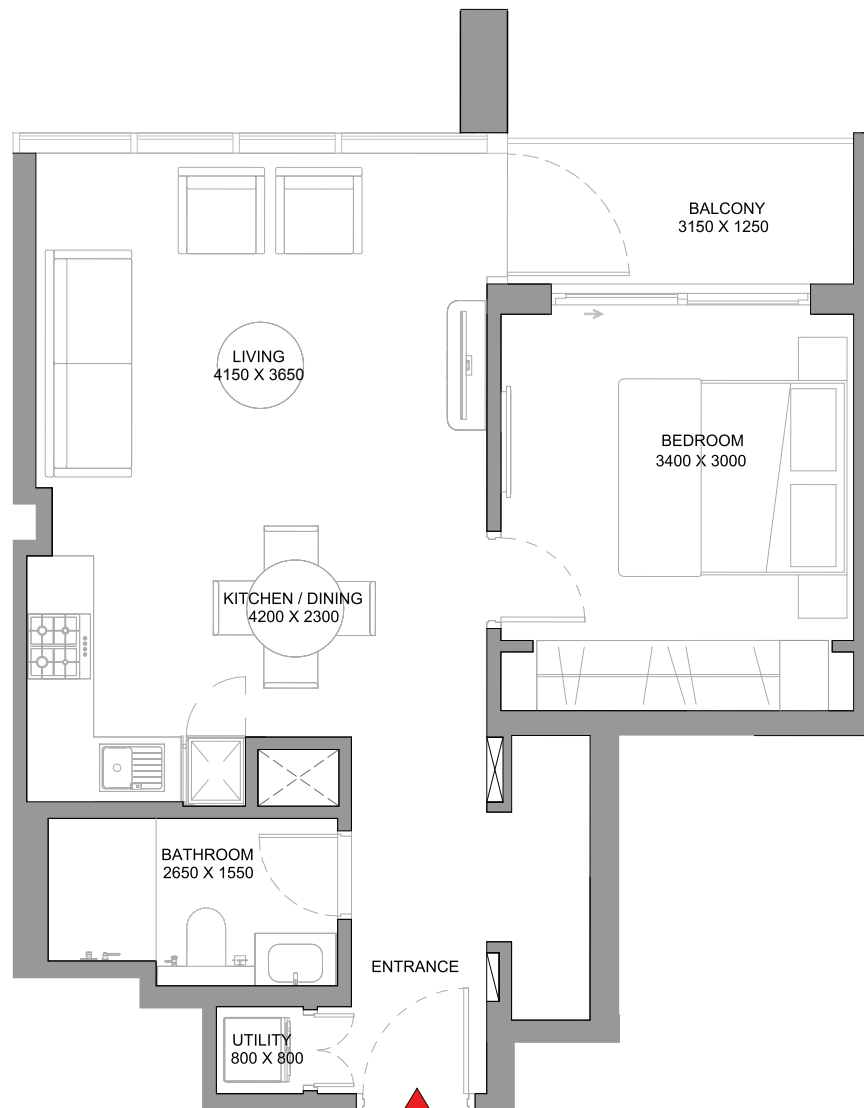 BALCONY
3150 X 1250
LIVING
4150 X 3650
BEDROOM
3400 X 3000
KITCHEN / DINING
4200 X 2300
BATHROOM
2650 X 1550
ENTRANCE
UTILITY
800 X 800